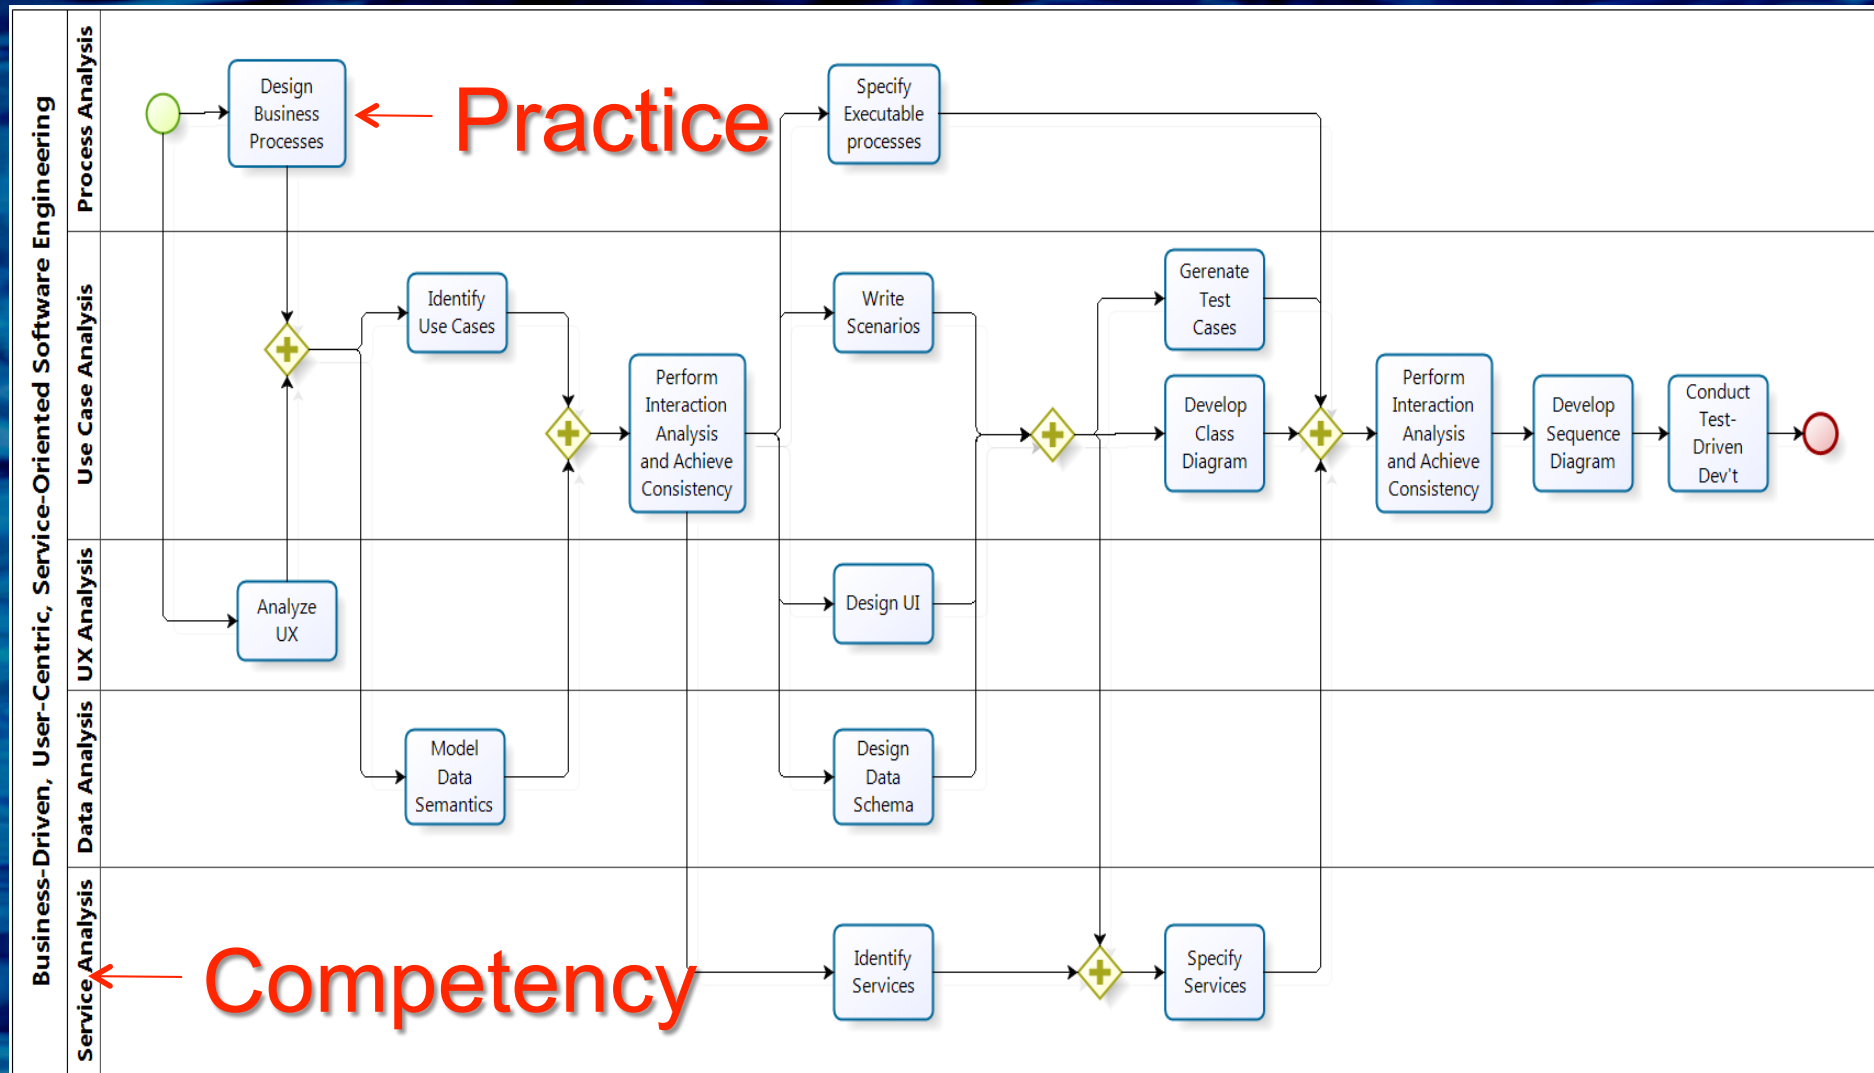 Business-Driven, User-Centric, Service-Oriented Software Engineering
Process Analysis
Design
Business
Processes
Practice
Specify
Executable
processes
Use Case Analysis
Identify
Use Cases
Perform
Interaction
Analysis
and Achieve
Consistency
Write
Scenarios
Gerenate
Test
Cases
Develop
Class
Diagram
Perform
Interaction
Analysis
and Achieve
Consistency
Develop
Sequence
Diagram
Conduct
Test-
Driven
Dev't
UX Analysis
Analyze
UX
Design UI
Data Analysis
Model
Data
Semantics
Design
Data
Schema
Service Analysis
Competency
Identify
Services
Specify
Services